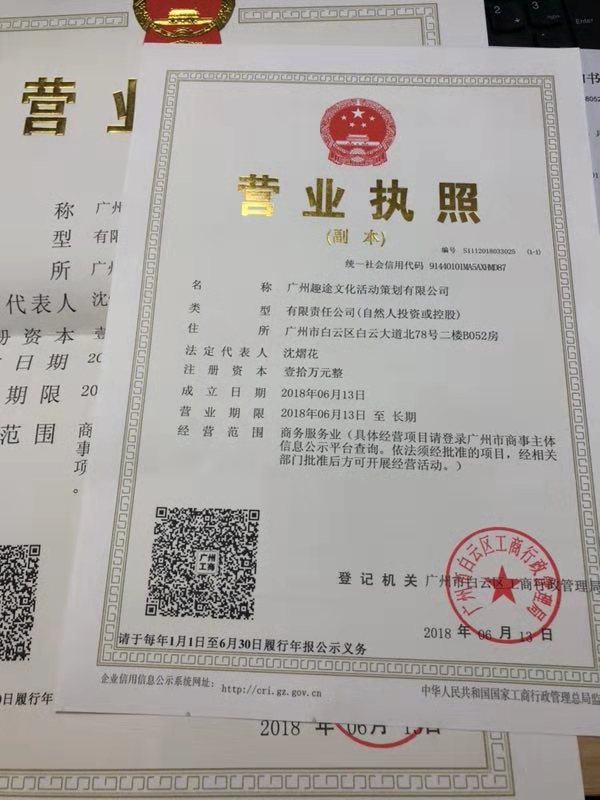 营业
称 广州
型 有限
所 广州
代表人 沈
册资本 壹
日期 20
期限 20
范围 商
事
项
。
履行年
2018 年 06月 13日
2
3
Enter
书
营业执照
(副 本)
编号 S1112018033025 (1-1)
统一社会信用代码 91440101MA5AXHMD87
名 称 广州趣途文化活动策划有限公司
类 型 有限责任公司(自然人投资或控股)
住 所 广州市白云区白云大道北78号二楼B052房
法定代表人 沈熠花
注册资本 壹拾万元整
成立日期 2018年06月13日
营业期限 2018年06月13日 至 长期
经营范围 商务服务业（具体经营项目请登录广州市商事主体
信息公示平台查询。依法须经批准的项目，经相关
部门批准后方可开展经营活动。）
广州
工商
登记机关 广州市白云区工商行政管理局
广州市白云区工商行政管理局
2018 年 06 月 13 日
请于每年1月1日至6月30日履行年报公示义务
企业信用信息公示系统网址: http://cri.gz.gov.cn
中华人民共和国国家工商行政管理总局监